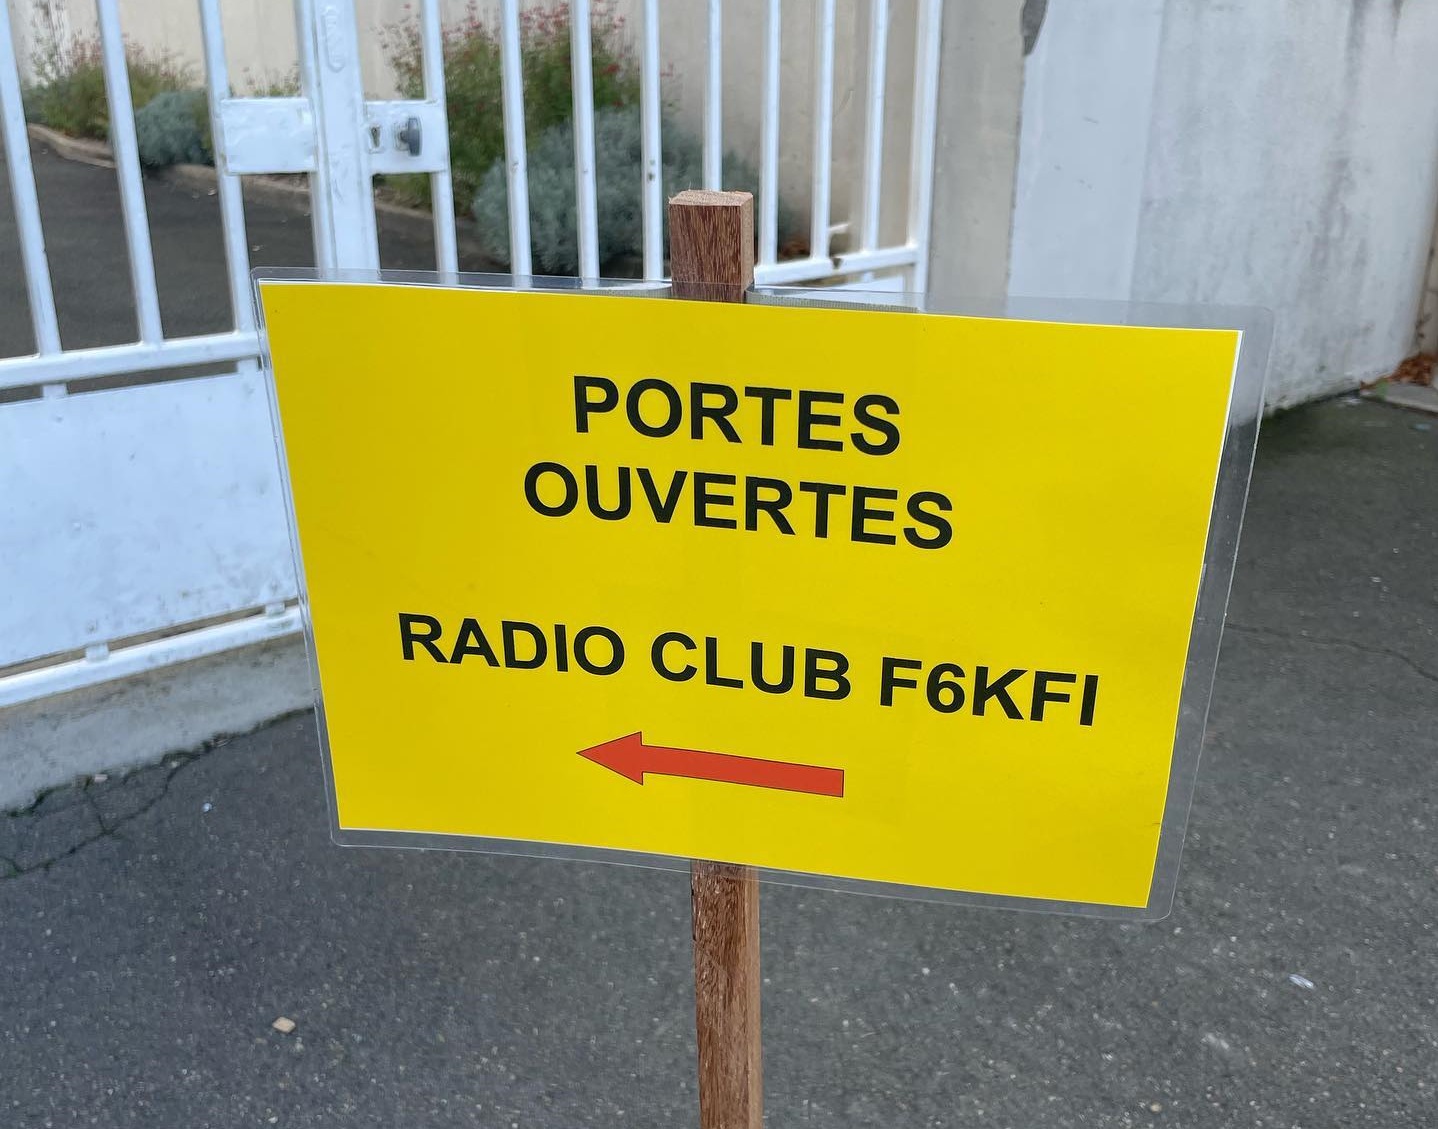 PORTES
OUVERTES
RADIO CLUB F6KFI